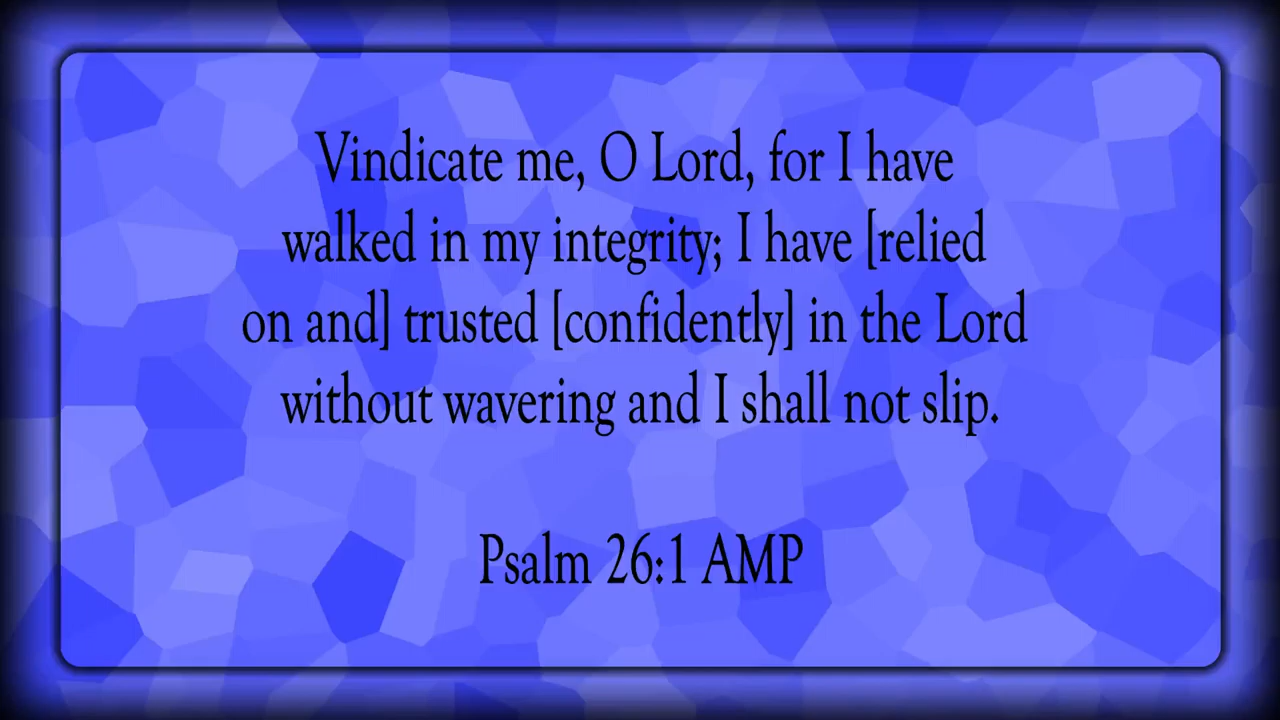 Vindicate me, O Lord, for I have
walked in my integrity; I have [relied
on and] trusted [confidently] in the Lord
without wavering and I shall not slip.
Psalm 26:1 AMP